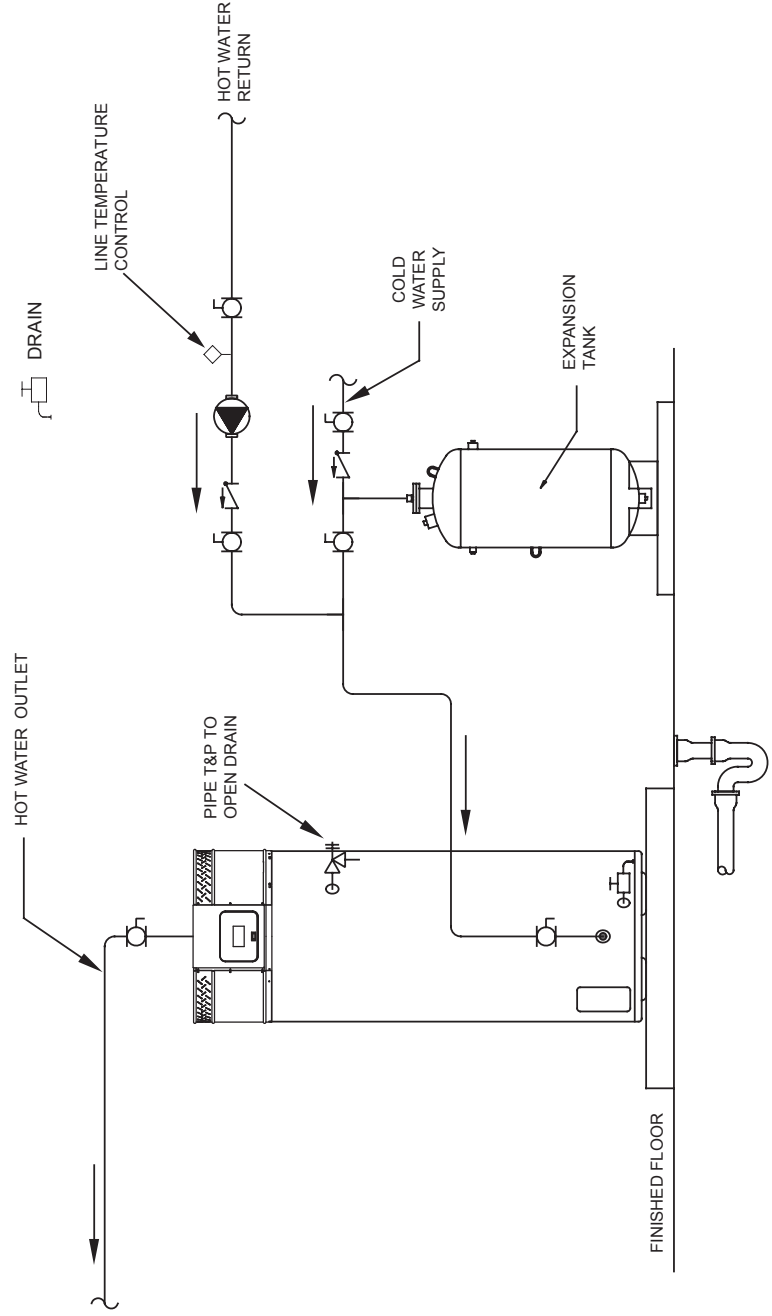 HOT WATER OUTLET
PIPE T&P TO
OPEN DRAIN
DRAIN
LINE TEMPERATURE
CONTROL
HOT WATER
RETURN
COLD
WATER
SUPPLY
EXPANSION
TANK
FINISHED FLOOR